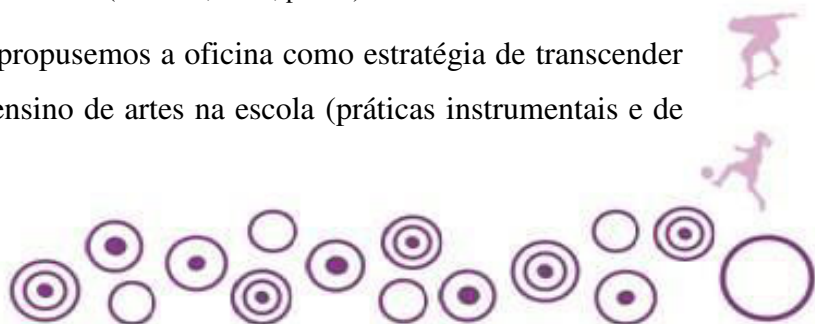 propusemos a oficina como estratégia de transcender
ensino de artes na escola (práticas instrumentais e de